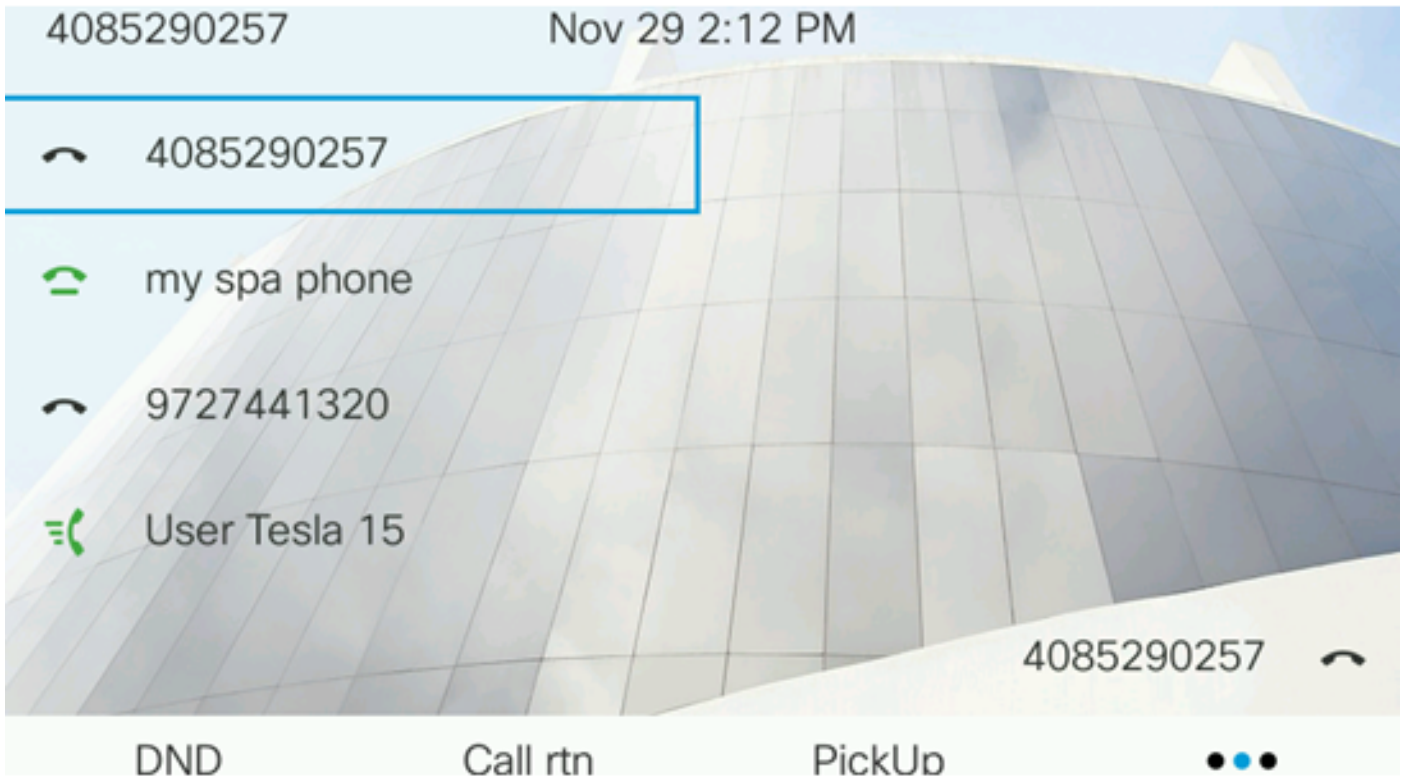 4085290257 Nov 29 2:12 PM
4085290257
my spa phone
9727441320
User Tesla 15
4085290257
DND Call rtn PickUp